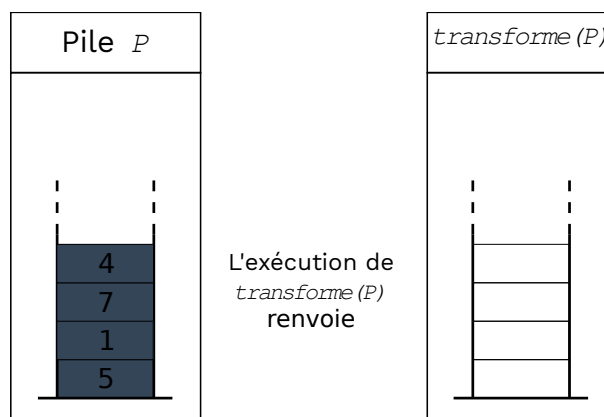 Pile P
transforme(P)
4
7
1
5
L'exécution de
transforme(P)
renvoie